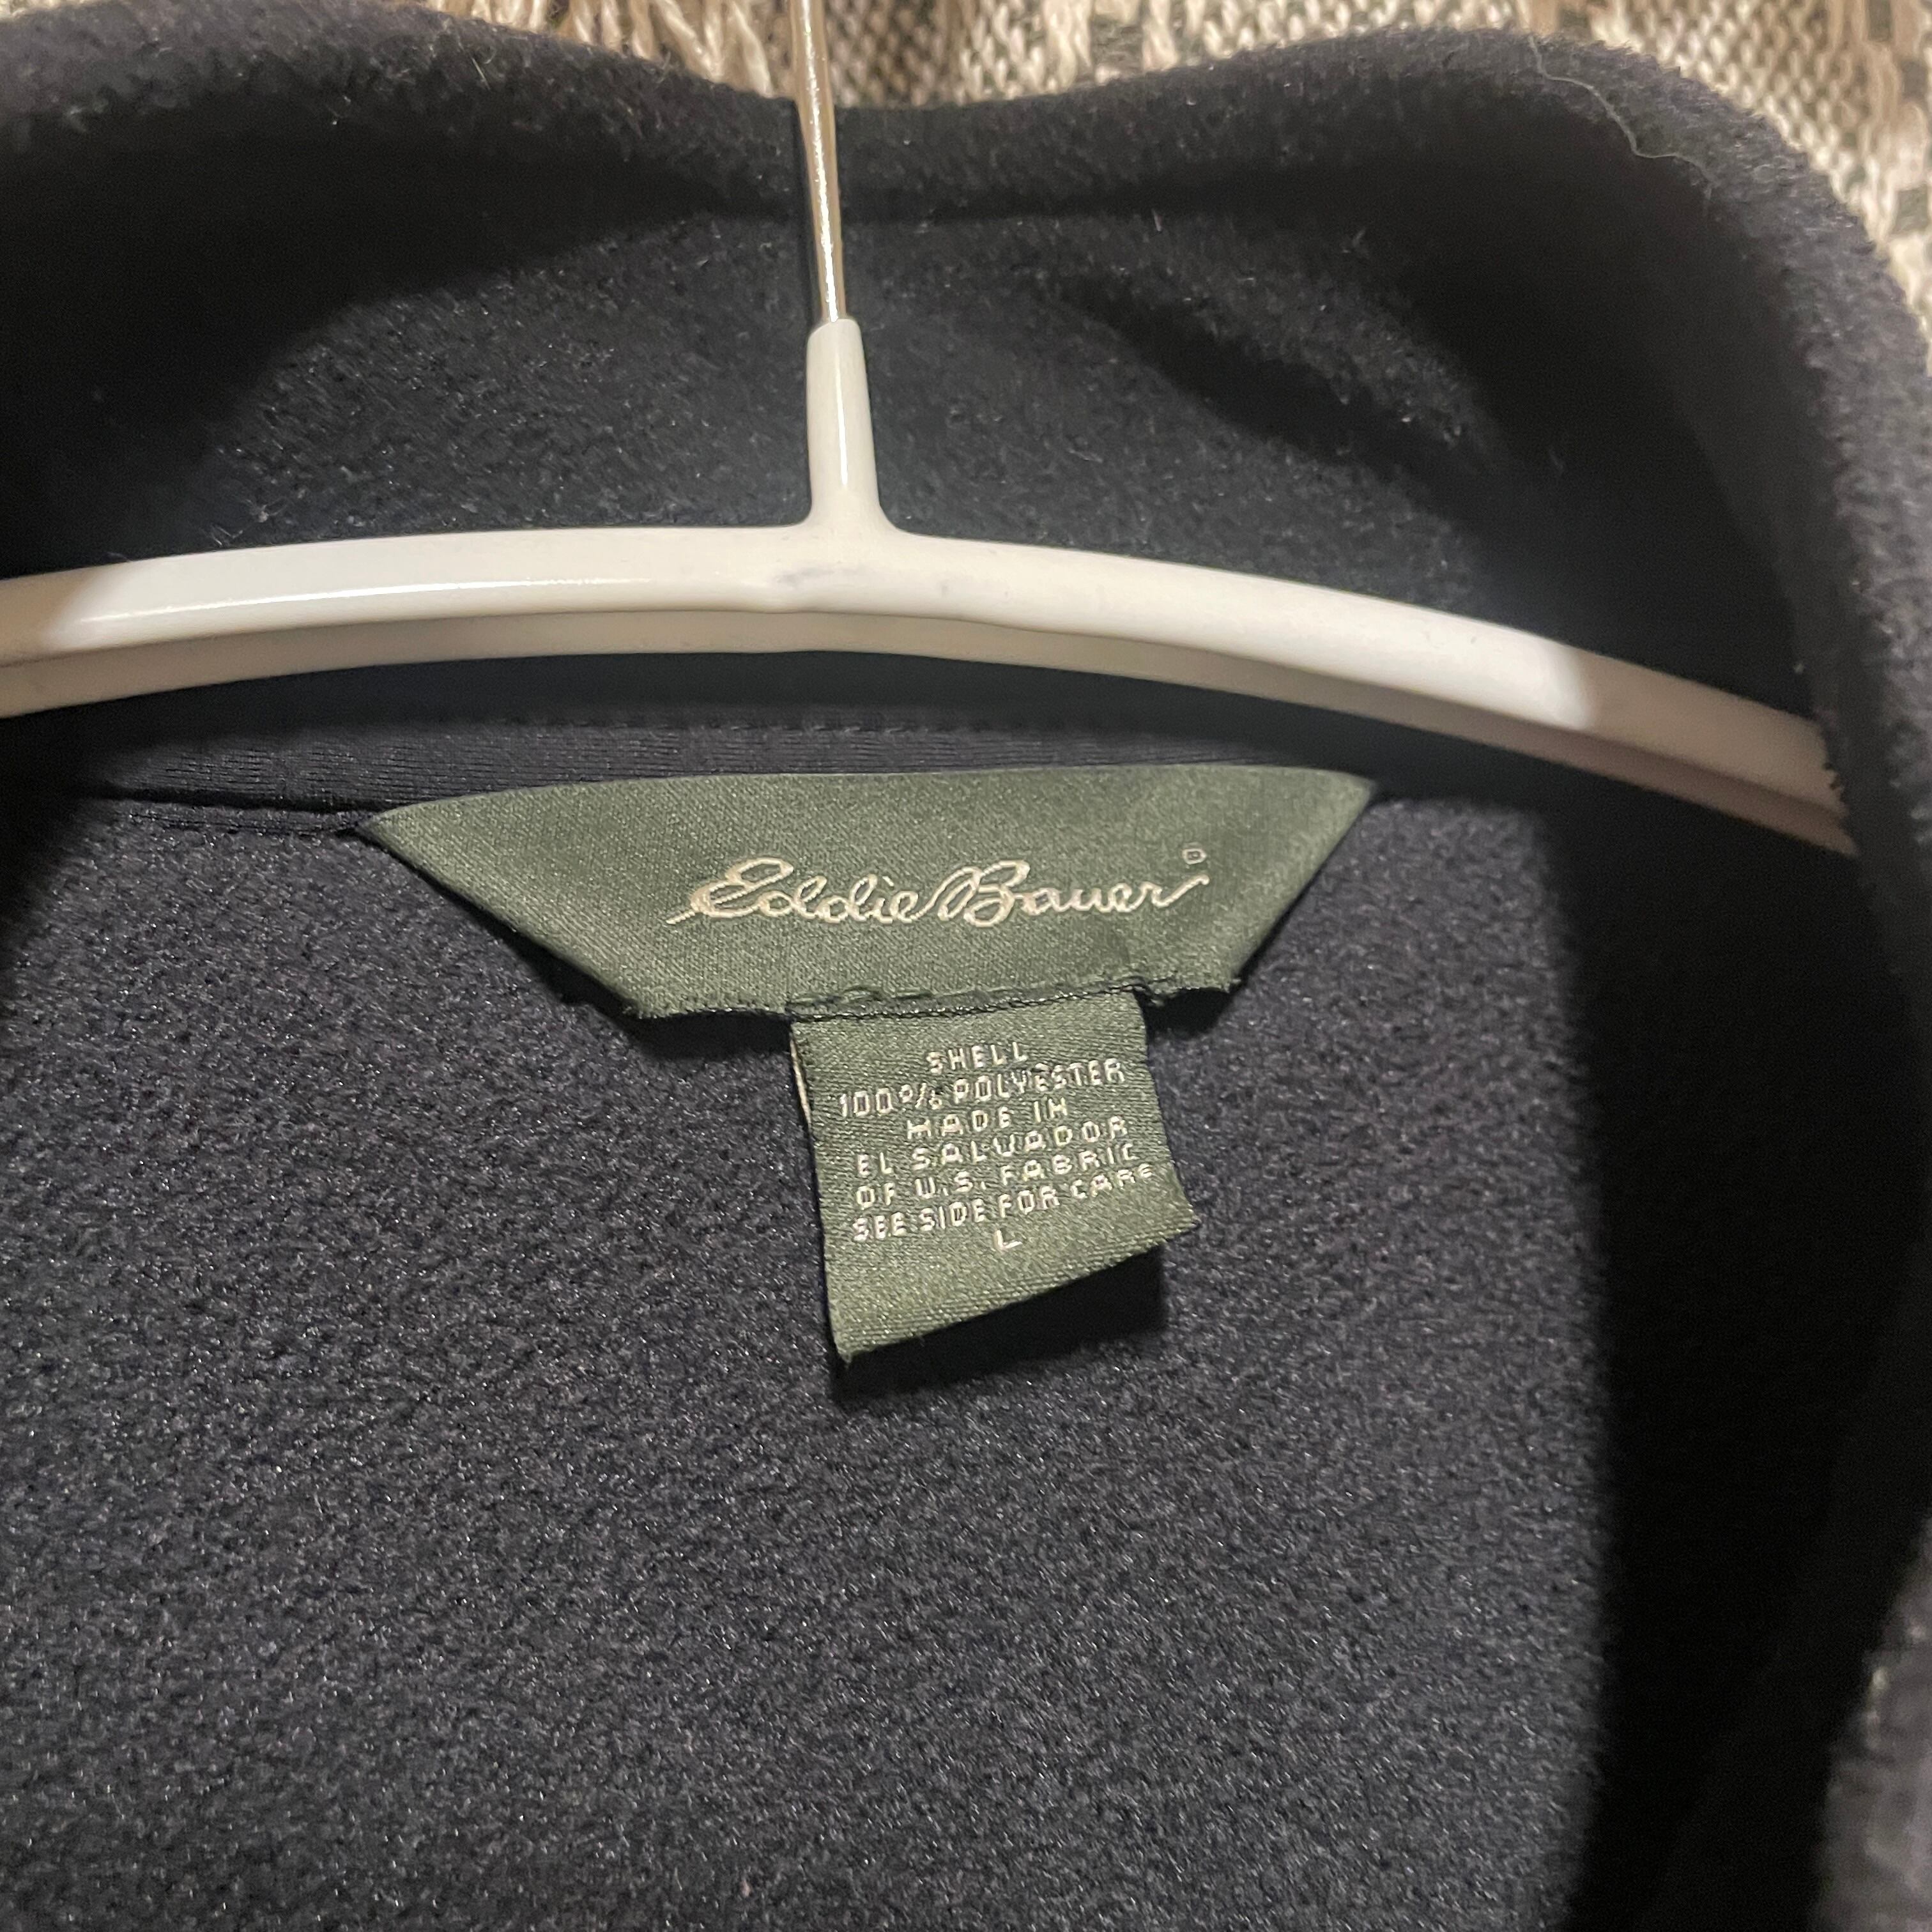 Eddie Bauer®
SHELL
100% POLYESTER
MADE IN
EL SALVADOR
OF U.S. FABRIC
SEE SIDE FOR CARE
L